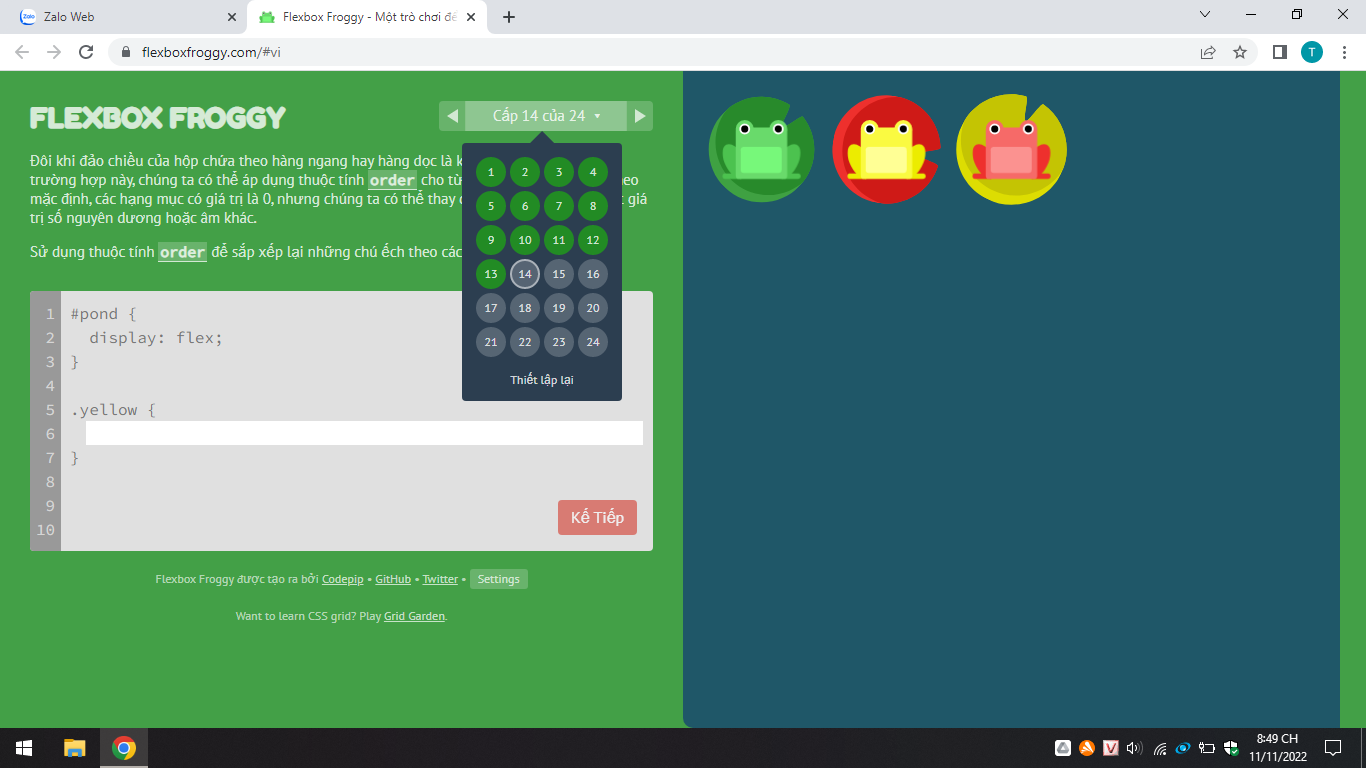 Zalo
Zalo Web
Flexbox Froggy - Một trò chơi để
flexboxfroggy.com/#vi
T
FLEXBOX FROGGY
Cấp 14 của 24
Đôi khi đảo chiều của hộp chứa theo hàng ngang hay hàng dọc là k
trường hợp này, chúng ta có thể áp dụng thuộc tính order cho từ eo
mặc định, các hạng mục có giá trị là 0, nhưng chúng ta có thể thay giá
trị số nguyên dương hoặc âm khác.
Sử dụng thuộc tính order để sắp xếp lại những chú ếch theo các
1 2 3 4
5 6 7 8
9 10 11 12
13 14 15 16
17 18 19 20
21 22 23 24
Thiết lập lại
1 #pond {
2 display: flex;
3 }
4
5 .yellow {
6
7 }
8
9
10
Kế Tiếp
Flexbox Froggy được tạo ra bởi Codepip • GitHub • Twitter • Settings
Want to learn CSS grid? Play Grid Garden.
8:49 CH
11/11/2022